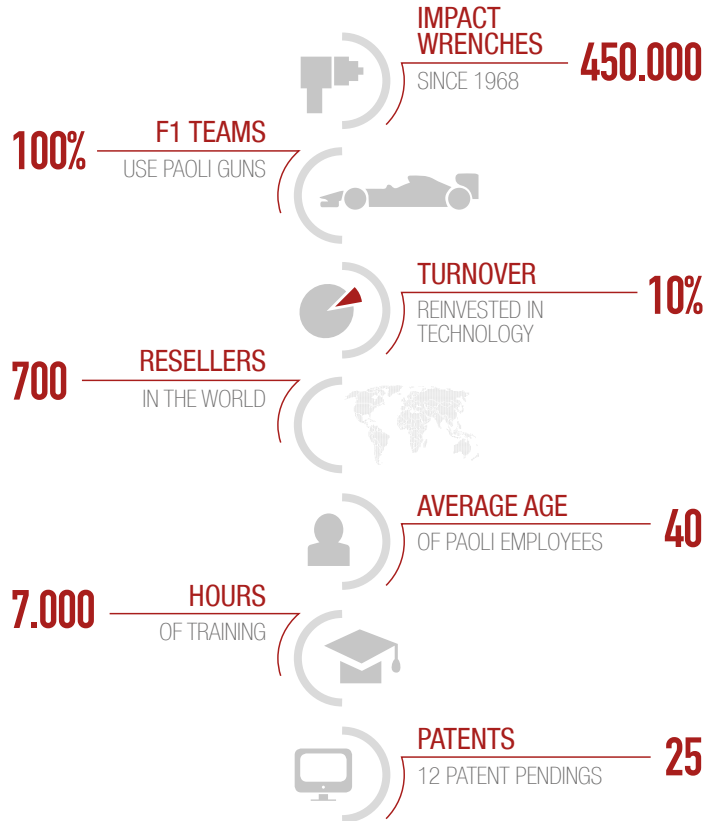 IMPACT
WRENCHES
SINCE 1968
450.000
100%
F1 TEAMS
USE PAOLI GUNS
TURNOVER
REINVESTED IN
TECHNOLOGY
10%
700
RESELLERS
IN THE WORLD
AVERAGE AGE
OF PAOLI EMPLOYEES
40
7.000
HOURS
OF TRAINING
PATENTS
12 PATENT PENDINGS
25